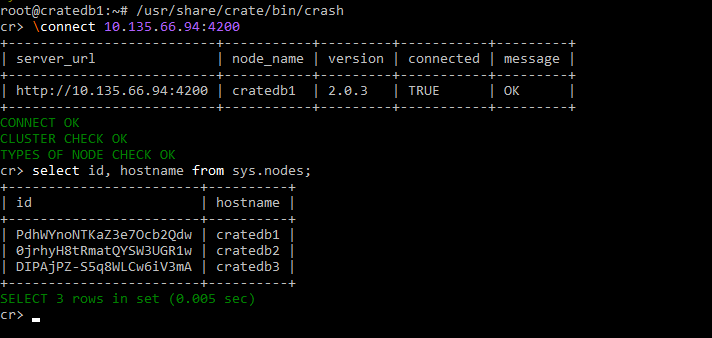 root@cratedb1:~# /usr/share/crate/bin/crash
cr> \connect 10.135.66.94:4200
+--------------------------+-----------+---------+-----------+---------+
| server_url               | node_name | version | connected | message |
+--------------------------+-----------+---------+-----------+---------+
| http://10.135.66.94:4200 | cratedb1  | 2.0.3   | TRUE      | OK      |
+--------------------------+-----------+---------+-----------+---------+
CONNECT OK
CLUSTER CHECK OK
TYPES OF NODE CHECK OK
cr> select id, hostname from sys.nodes;
+------------------------+----------+
| id                     | hostname |
+------------------------+----------+
| PdhWYnoNTKaZ3e7Ocb2Qdw | cratedb1 |
| 0jrhyH8tRmatQYSW3UGR1w | cratedb2 |
| DIPAjPZ-S5q8WLCw6iV3mA | cratedb3 |
+------------------------+----------+
SELECT 3 rows in set (0.005 sec)
cr>